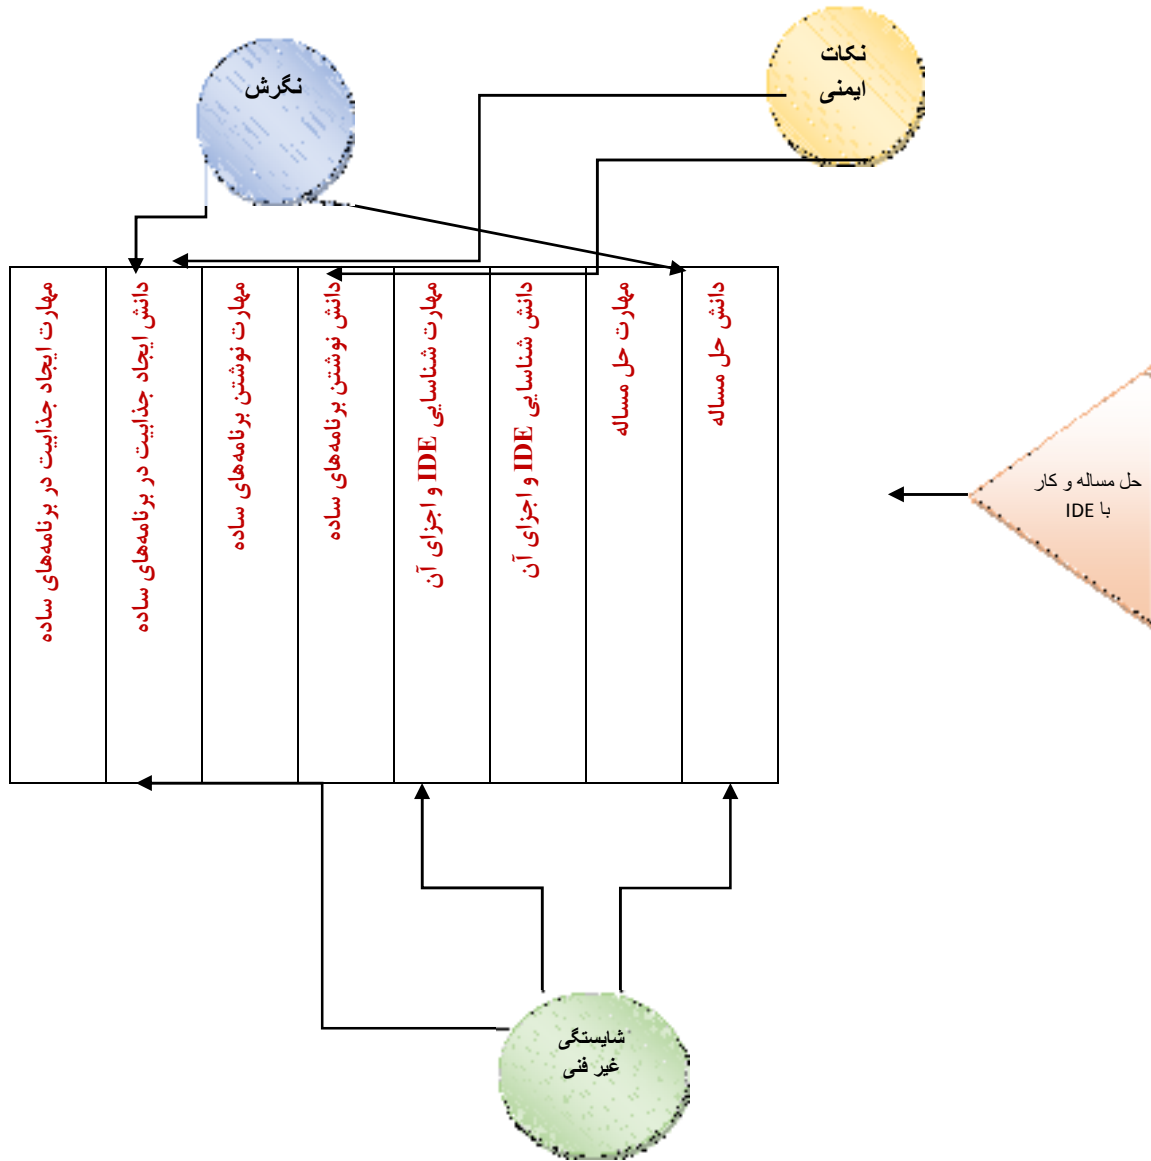 نگرش
نکات
ایمنی
دانش حل مساله
مهارت حل مساله
دانش شناسایی IDE و اجزای آن
مهارت شناسایی IDE و اجزای آن
دانش نوشتن برنامه‌های ساده
مهارت نوشتن برنامه‌های ساده
دانش ایجاد جذابیت در برنامه‌های ساده
مهارت ایجاد جذابیت در برنامه‌های ساده
حل مساله و کار
با IDE
شایستگی
غیر فنی